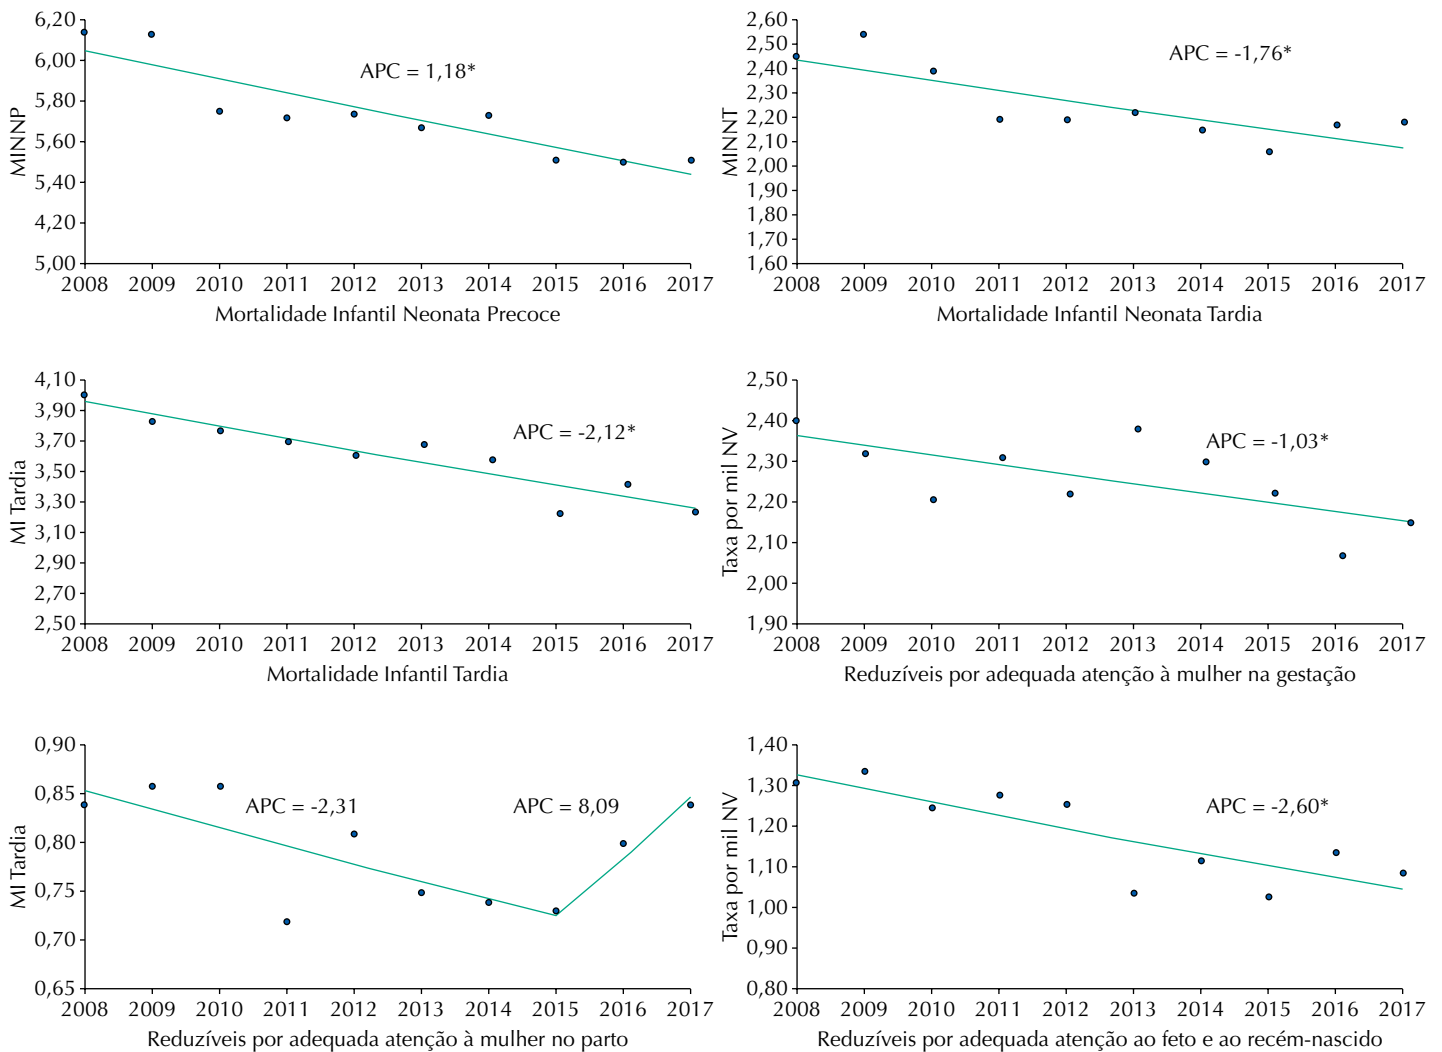 6,20
6,00
5,80
5,60
5,40
4,20
5,00
MINNP
APC = 1,18*
2008 2009 2010 2011 2012 2013 2014 2015 2016 2017
Mortalidade Infantil Neonata Precoce
2,60
2,50
2,40
2,30
2,20
2,10
2,00
1,90
1,80
1,70
1,60
MINNT
APC = -1,76*
2008 2009 2010 2011 2012 2013 2014 2015 2016 2017
Mortalidade Infantil Neonata Tardia
4,10
3,90
3,70
3,50
3,30
3,10
2,90
2,70
2,50
MI Tardia
APC = -2,12*
2008 2009 2010 2011 2012 2013 2014 2015 2016 2017
Mortalidade Infantil Tardia
2,50
2,40
2,30
2,20
2,10
2,00
1,90
Taxa por mil NV
APC = -1,03*
2008 2009 2010 2011 2012 2013 2014 2015 2016 2017
Reduzíveis por adequada atenção à mulher na gestação
0,90
0,85
0,80
0,75
0,70
0,65
MI Tardia
APC = -2,31
APC = 8,09
2008 2009 2010 2011 2012 2013 2014 2015 2016 2017
Reduzíveis por adequada atenção à mulher no parto
1,40
1,30
1,20
1,10
1,00
0,90
0,80
Taxa por mil NV
APC = -2,60*
2008 2009 2010 2011 2012 2013 2014 2015 2016 2017
Reduzíveis por adequada atenção ao feto e ao recém-nascido